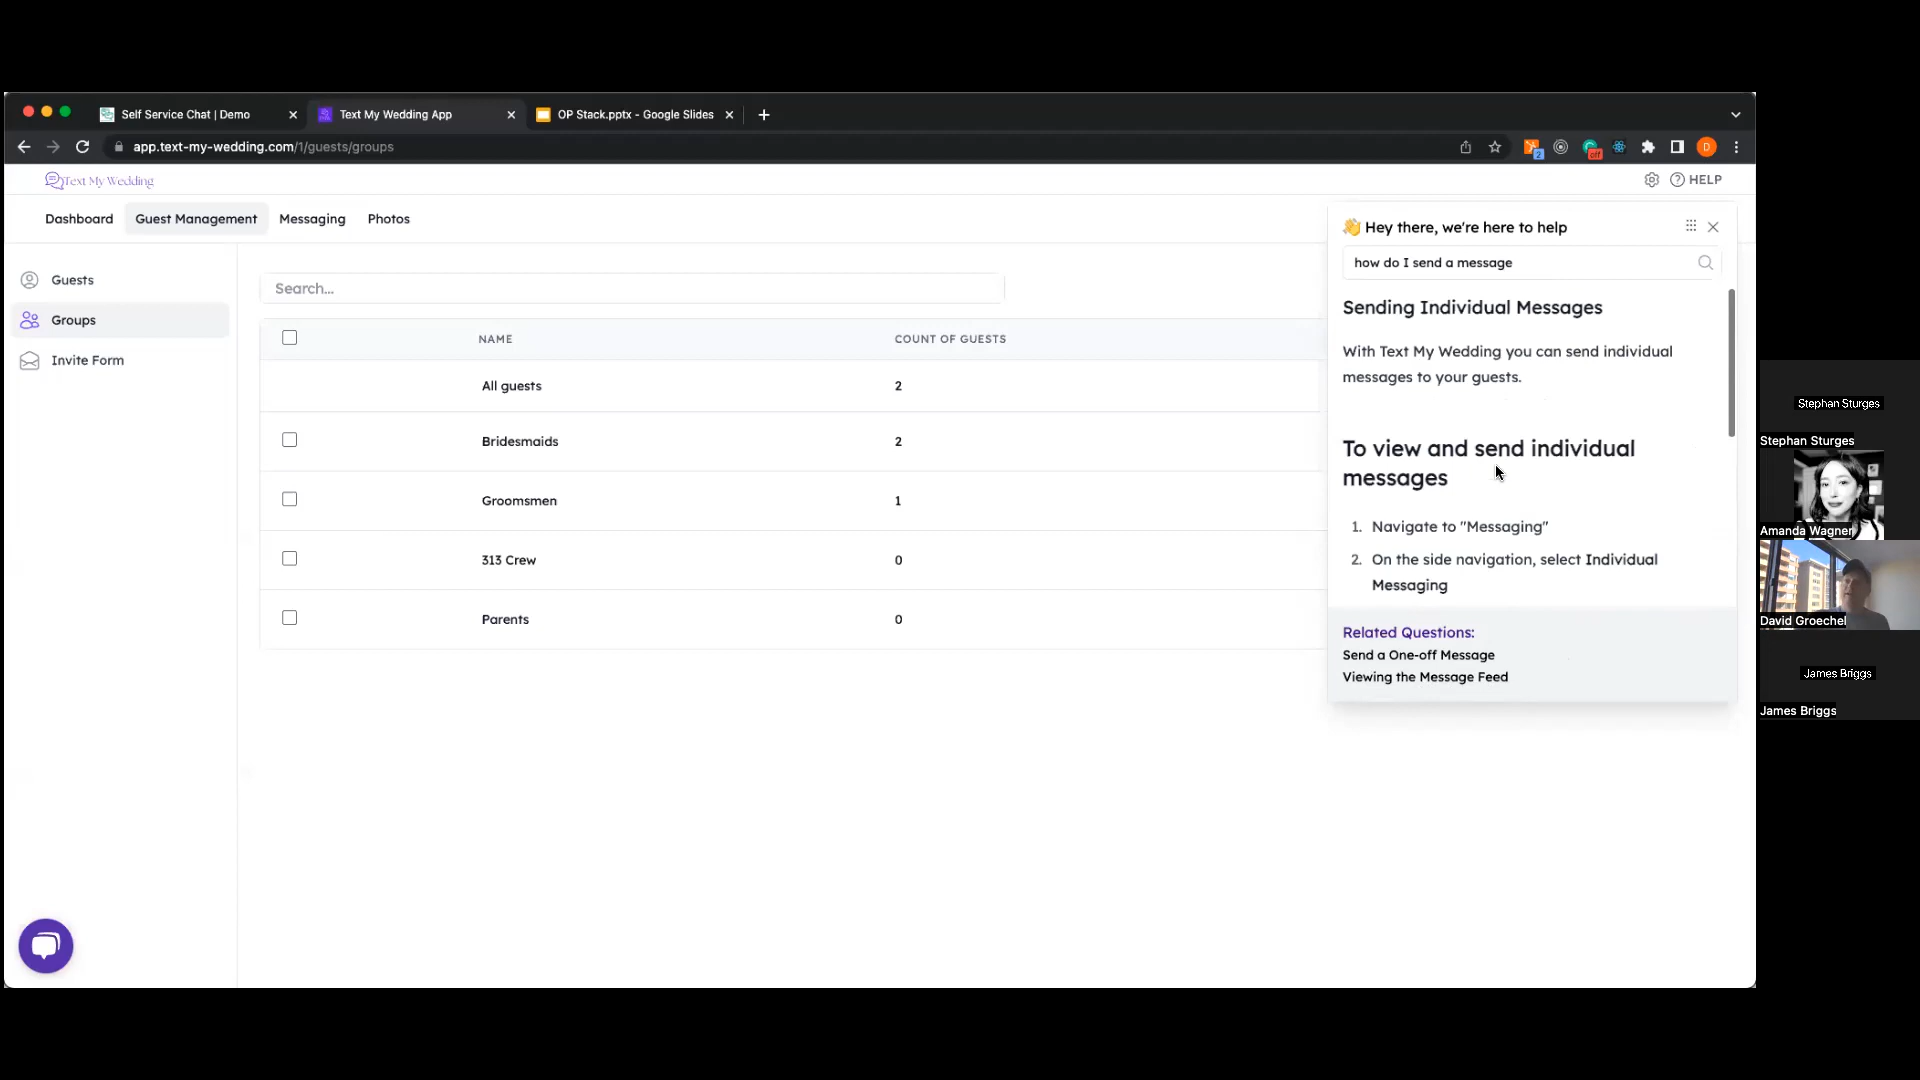 Self Service Chat | Demo
Text My Wedding App
OP Stack.pptx - Google Slides
app.text-my-wedding.com/1/guests/groups
2
off
D
Text My Wedding
HELP
Dashboard
Guest Management
Messaging
Photos
Guests
Groups
Invite Form
Search...
NAME
COUNT OF GUESTS
All guests
2
Bridesmaids
2
Groomsmen
1
313 Crew
0
Parents
0
👋 Hey there, we're here to help
how do I send a message
Sending Individual Messages
With Text My Wedding you can send individual
messages to your guests.
To view and send individual
messages
1. Navigate to "Messaging"
2. On the side navigation, select Individual
Messaging
Related Questions:
Send a One-off Message
Viewing the Message Feed
Stephan Sturges
Stephan Sturges
Amanda Wagner
David Groechel
James Briggs
James Briggs